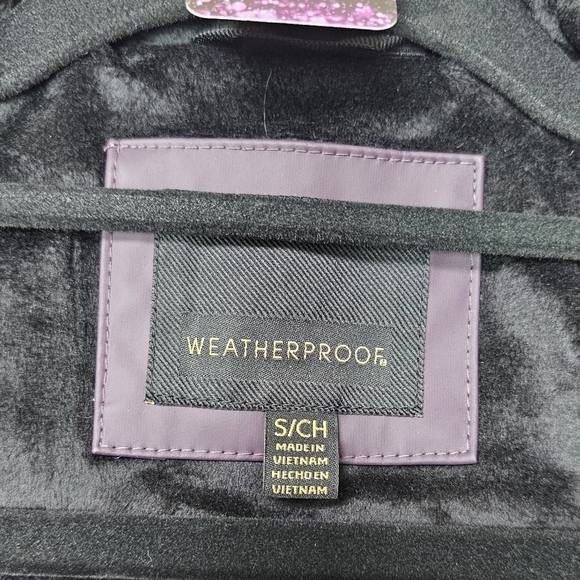 WEATHERPROOF
S/CH
MADE IN
VIETNAM
HECHO EN
VIETNAM